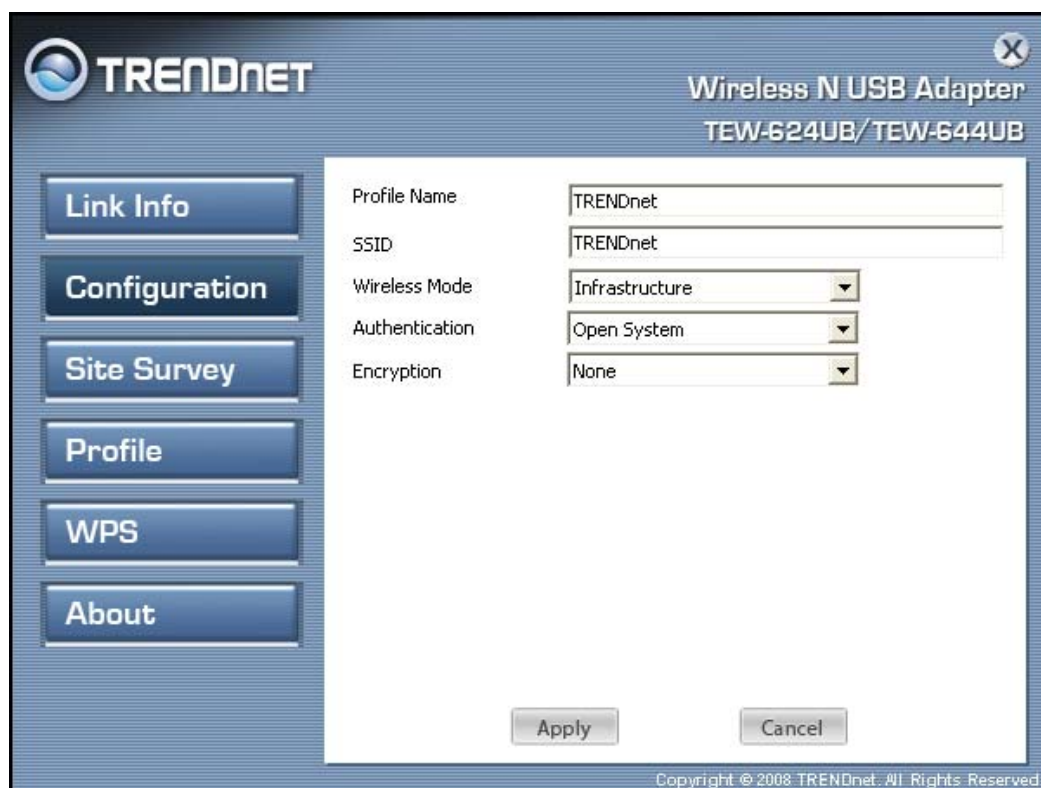 TRENDNET
X
Wireless N USB Adapter
TEW-624UB/TEW-644UB
Link Info
Configuration
Site Survey
Profile
WPS
About
Profile Name TRENDnet
SSID TRENDnet
Wireless Mode Infrastructure
Authentication Open System
Encryption None
Apply Cancel
Copyright © 2008 TRENDnet. All Rights Reserved